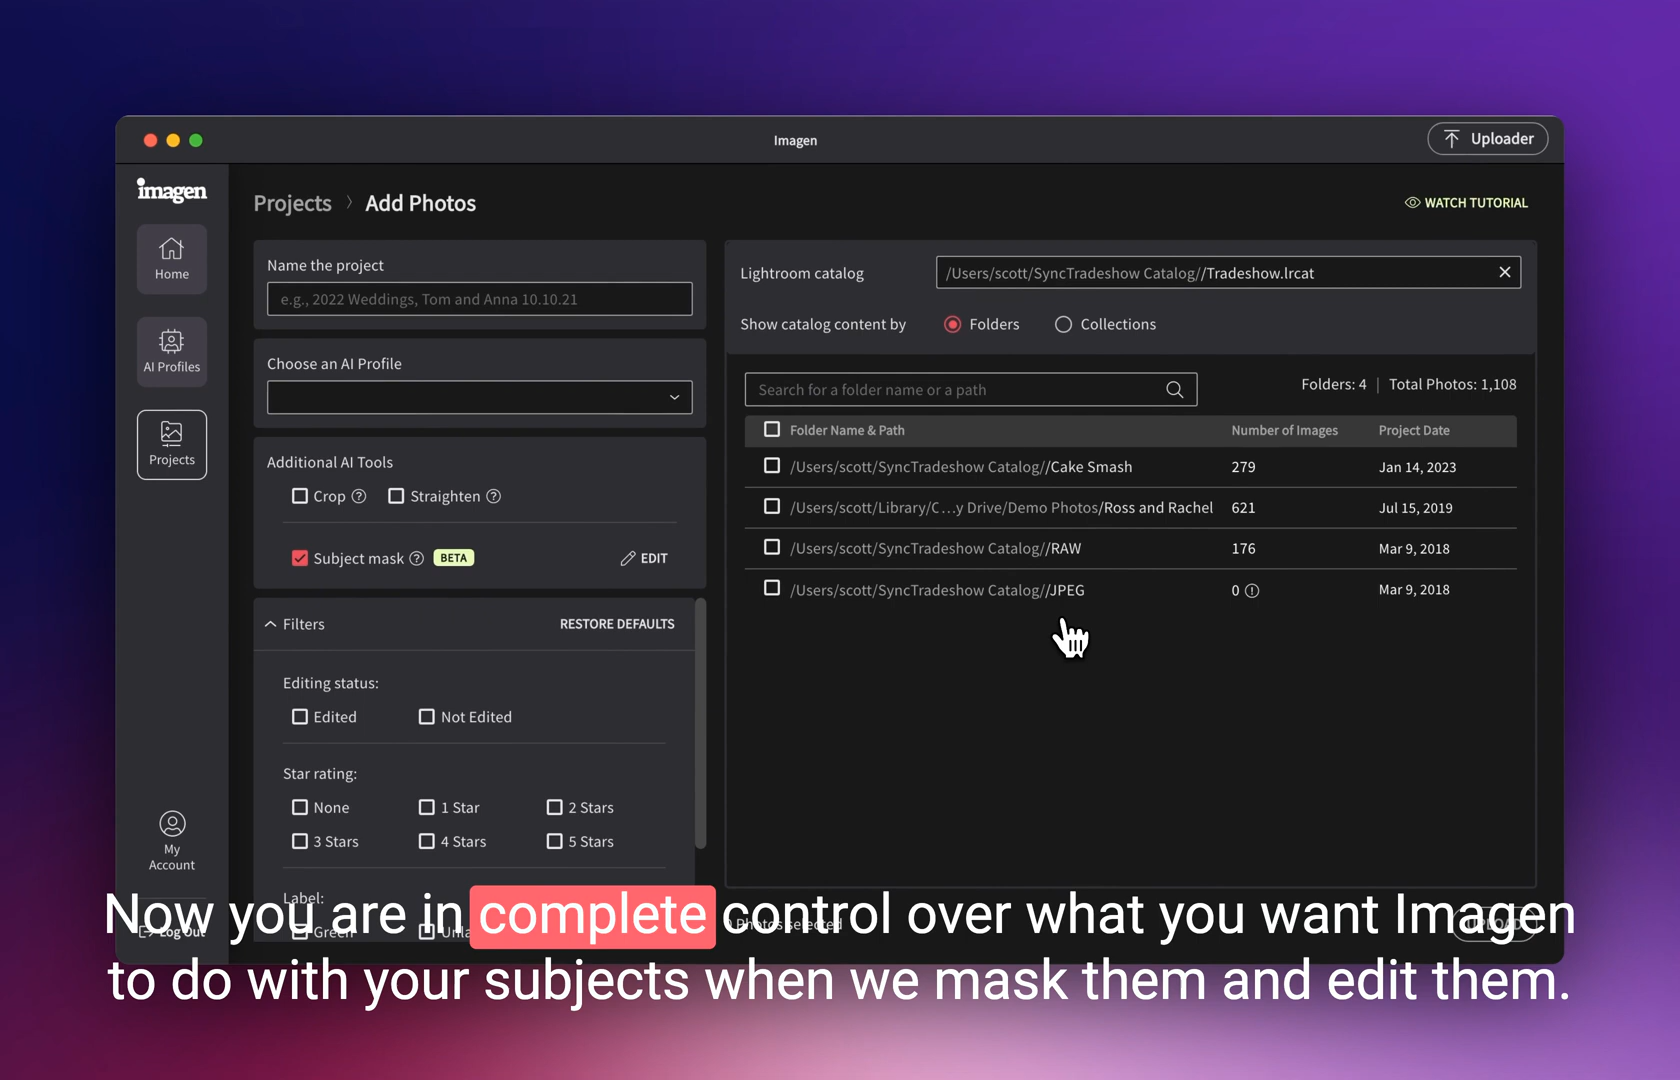 Imagen
Uploader
imagen
Projects
Add Photos
WATCH TUTORIAL
Home
AI Profiles
Projects
My
Account
Log Out
Name the project
e.g., 2022 Weddings, Tom and Anna 10.10.21
Choose an AI Profile
Additional AI Tools
Crop ?
Straighten ?
Subject mask ? BETA
EDIT
Filters
RESTORE DEFAULTS
Editing status:
Edited
Not Edited
Star rating:
None
1 Star
2 Stars
3 Stars
4 Stars
5 Stars
Label:
Green
Lightroom catalog
/Users/scott/SyncTradeshow Catalog//Tradeshow.lrcat
Show catalog content by
Folders
Collections
Search for a folder name or a path
Folders: 4 | Total Photos: 1,108
Folder Name & Path Number of Images Project Date
/Users/scott/SyncTradeshow Catalog//Cake Smash 279 Jan 14, 2023
/Users/scott/Library/C...y Drive/Demo Photos/Ross and Rachel 621 Jul 15, 2019
/Users/scott/SyncTradeshow Catalog//RAW 176 Mar 9, 2018
/Users/scott/SyncTradeshow Catalog//JPEG 0 Mar 9, 2018
Photos selected
UPLOAD
Now you are in complete control over what you want Imagen
to do with your subjects when we mask them and edit them.